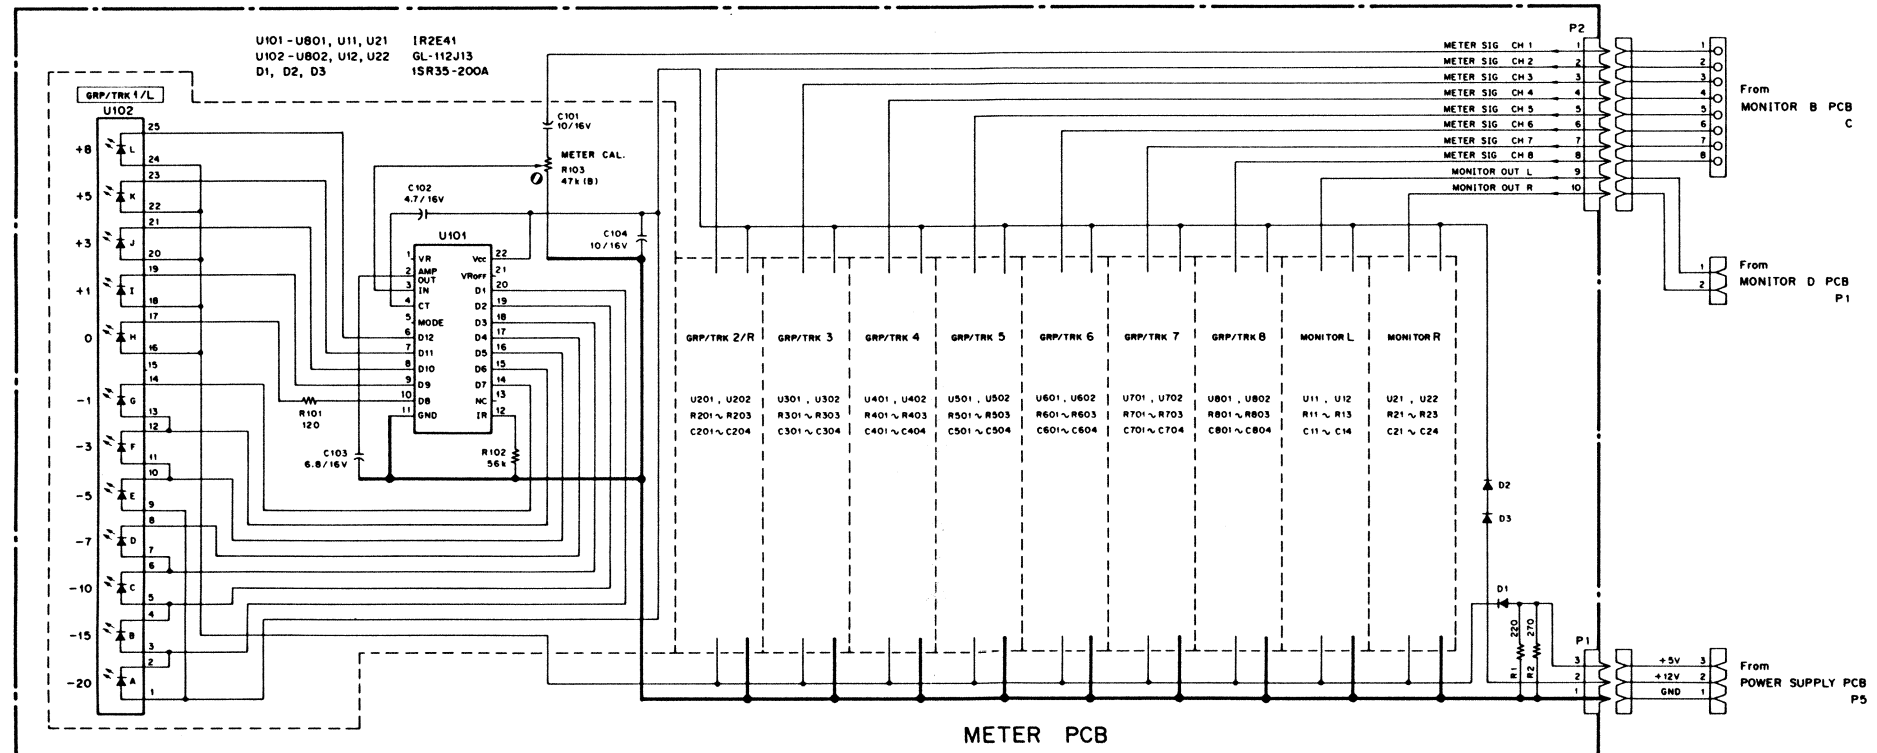 U101-U801, U11, U21 IR2E41
U102-U802, U12, U22 GL-112J13
D1, D2, D3 1SR35-200A
GRP/TRK 1/L
U102
+8 L 25
24
+5 K 23
22
+3 J 21
20
+1 I 19
18
0 H 17
16
15
-1 G 14
13
-3 F 12
11
-5 E 10
9
-7 D 8
7
-10 C 6
5
-15 B 4
3
-20 A 2
1
C101
10/16V
METER CAL.
R103
47k (B)
C102
4.7/16V
C104
10/16V
U101
1 VR Vcc 22
2 AMP OUT VROFF 21
3 IN D1 20
4 CT D2 19
5 MODE D3 18
6 D12 D4 17
7 D11 D5 16
8 D10 D6 15
9 D9 D7 14
10 D8 NC 13
11 GND IR 12
R101
120
C103
6.8/16V
R102
56k
GRP/TRK 2/R
U201, U202
R201~R203
C201~C204
GRP/TRK 3
U301, U302
R301~R303
C301~C304
GRP/TRK 4
U401, U402
R401~R403
C401~C404
GRP/TRK 5
U501, U502
R501~R503
C501~C504
GRP/TRK 6
U601, U602
R601~R603
C601~C604
GRP/TRK 7
U701, U702
R701~R703
C701~C704
GRP/TRK 8
U801, U802
R801~R803
C801~C804
MONITOR L
U11, U12
R11~R13
C11~C14
MONITOR R
U21, U22
R21~R23
C21~C24
P2
METER SIG CH 1 1 1
METER SIG CH 2 2 2
METER SIG CH 3 3 3
METER SIG CH 4 4 4
METER SIG CH 5 5 5
METER SIG CH 6 6 6
METER SIG CH 7 7 7
METER SIG CH 8 8 8
MONITOR OUT L 9
MONITOR OUT R 10
From
MONITOR B PCB
C
1
2
From
MONITOR D PCB
P1
D2
D3
D1
R1 220
R2 270
P1
3 +5V 3
2 +12V 2
1 GND 1
From
POWER SUPPLY PCB
P5
METER PCB